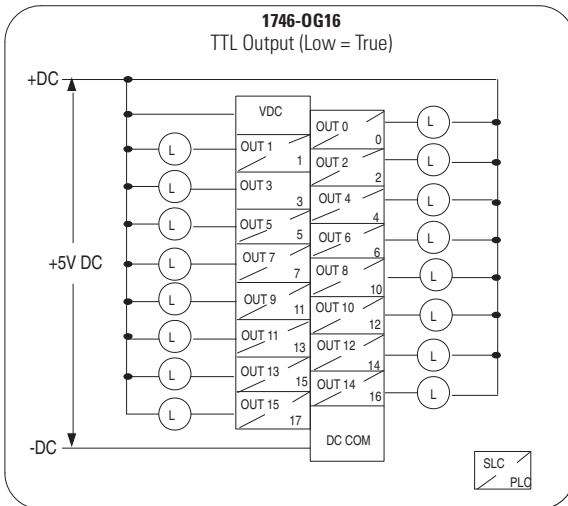 1746-OG16
TTL Output (Low = True)
+DC
VDC
OUT 0
0
L
L
OUT 1
1
OUT 2
2
L
L
OUT 3
3
OUT 4
4
L
L
OUT 5
5
OUT 6
6
L
+5V DC
L
OUT 7
7
OUT 8
10
L
L
OUT 9
11
OUT 10
12
L
L
OUT 11
13
OUT 12
14
L
L
OUT 13
15
OUT 14
16
L
L
OUT 15
17
-DC
DC COM
SLC
PLC